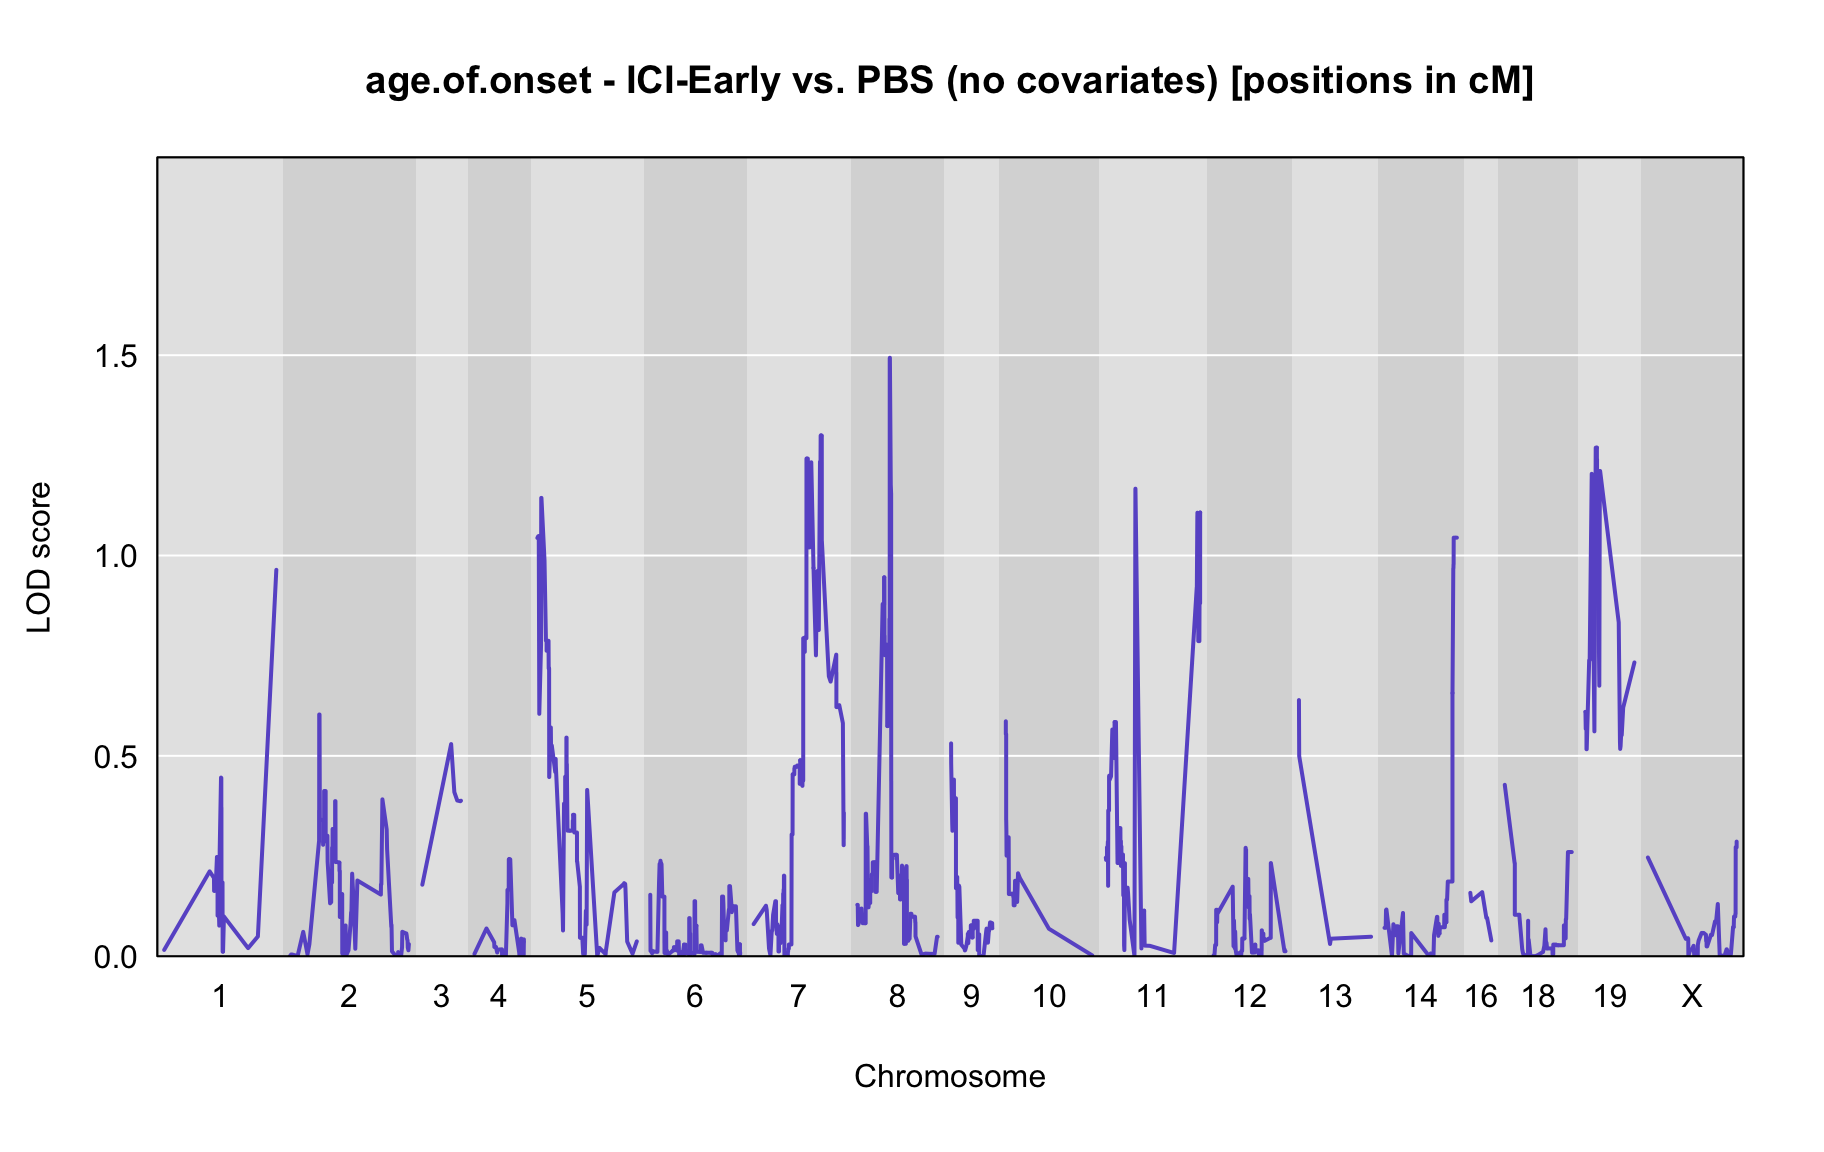 age.of.onset - ICI-Early vs. PBS (no covariates) [positions in cM]
LOD score
1.5
1.0
0.5
0.0
1 2 3 4 5 6 7 8 9 10 11 12 13 14 16 18 19 X
Chromosome